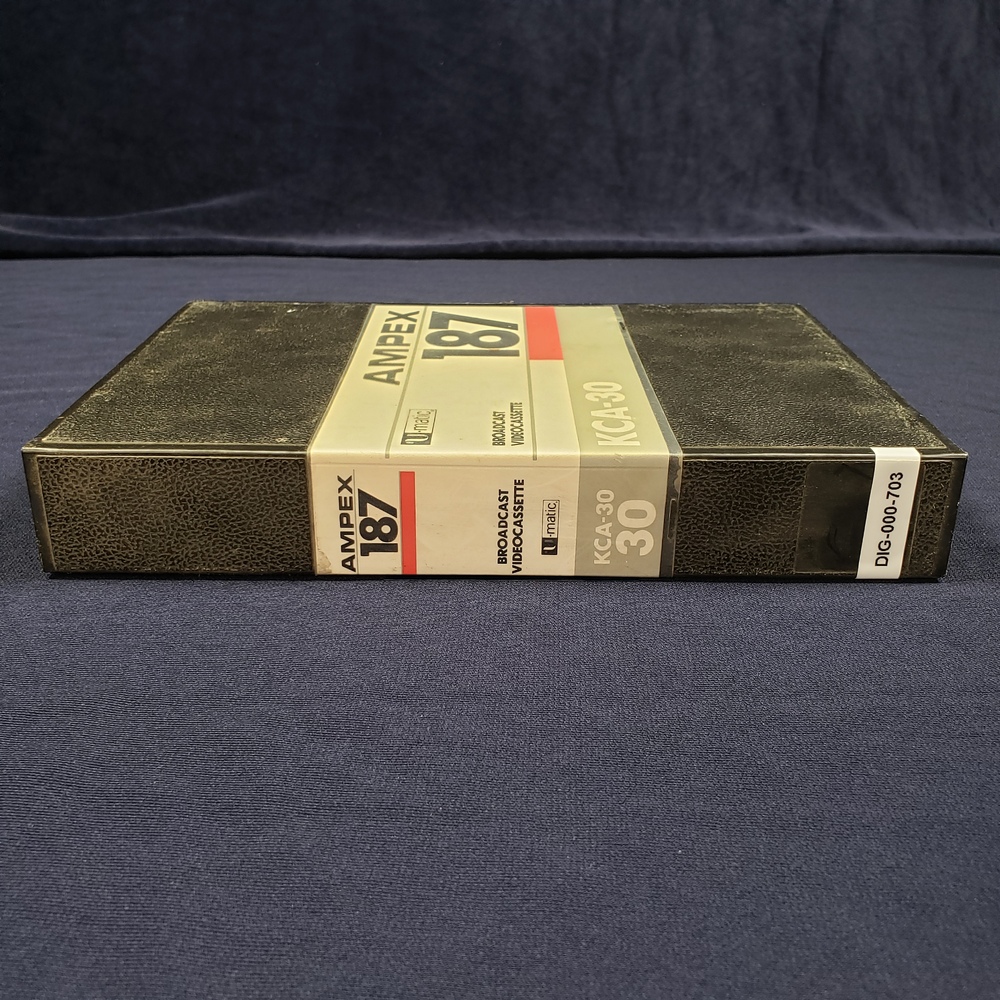 AMPEX
187
U-matic
BROADCAST
VIDEOCASSETTE
KCA-30
AMPEX
187
BROADCAST
VIDEOCASSETTE
U-matic
KCA-30
30
DIG-000-703